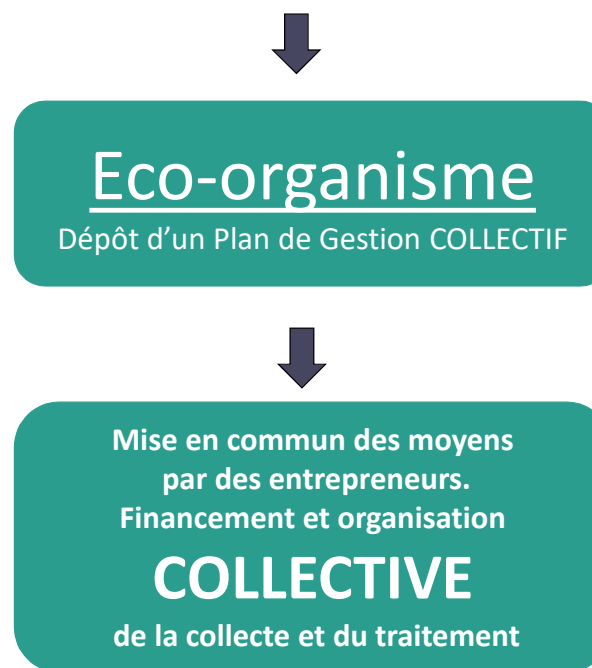 Eco-organisme
Dépôt d'un Plan de Gestion COLLECTIF
Mise en commun des moyens
par des entrepreneurs.
Financement et organisation
COLLECTIVE
de la collecte et du traitement